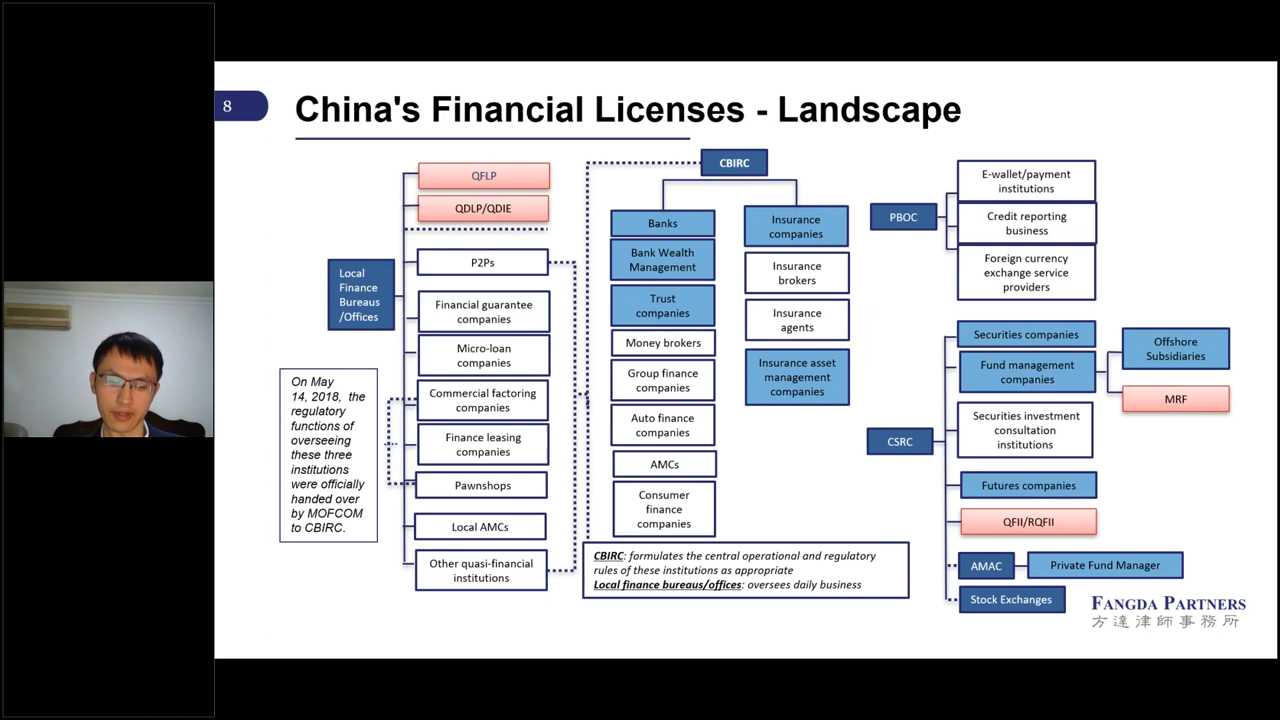 8
China's Financial Licenses - Landscape
QFLP
QDLP/QDIE
Local
Finance
Bureaus
/Offices
P2Ps
Financial guarantee
companies
Micro-loan
companies
Commercial factoring
companies
Finance leasing
companies
Pawnshops
Local AMCs
Other quasi-financial
institutions
On May
14, 2018, the
regulatory
functions of
overseeing
these three
institutions
were officially
handed over
by MOFCOM
to CBIRC.
CBIRC
Banks
Bank Wealth
Management
Trust
companies
Money brokers
Group finance
companies
Auto finance
companies
AMCs
Consumer
finance
companies
Insurance
companies
Insurance
brokers
Insurance
agents
Insurance asset
management
companies
CBIRC: formulates the central operational and regulatory
rules of these institutions as appropriate
Local finance bureaus/offices: oversees daily business
PBOC
E-wallet/payment
institutions
Credit reporting
business
Foreign currency
exchange service
providers
CSRC
Securities companies
Fund management
companies
Offshore
Subsidiaries
MRF
Securities investment
consultation
institutions
Futures companies
QFII/RQFII
AMAC
Private Fund Manager
Stock Exchanges
FANGDA PARTNERS
方達律師事務所